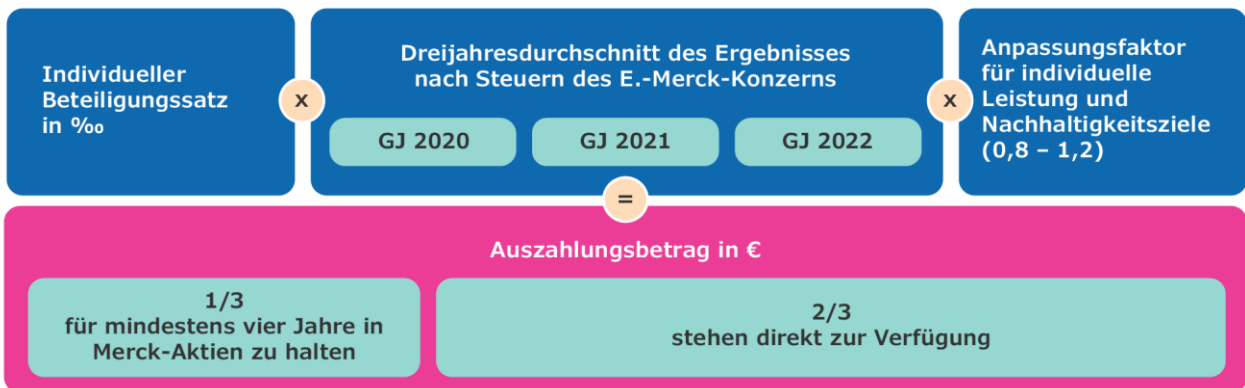 Individueller
Beteiligungssatz
in ‰
x
Dreijahresdurchschnitt des Ergebnisses
nach Steuern des E.-Merck-Konzerns
GJ 2020
GJ 2021
GJ 2022
x
Anpassungsfaktor
für individuelle
Leistung und
Nachhaltigkeitsziele
(0,8 – 1,2)
=
Auszahlungsbetrag in €
1/3
für mindestens vier Jahre in
Merck-Aktien zu halten
2/3
stehen direkt zur Verfügung